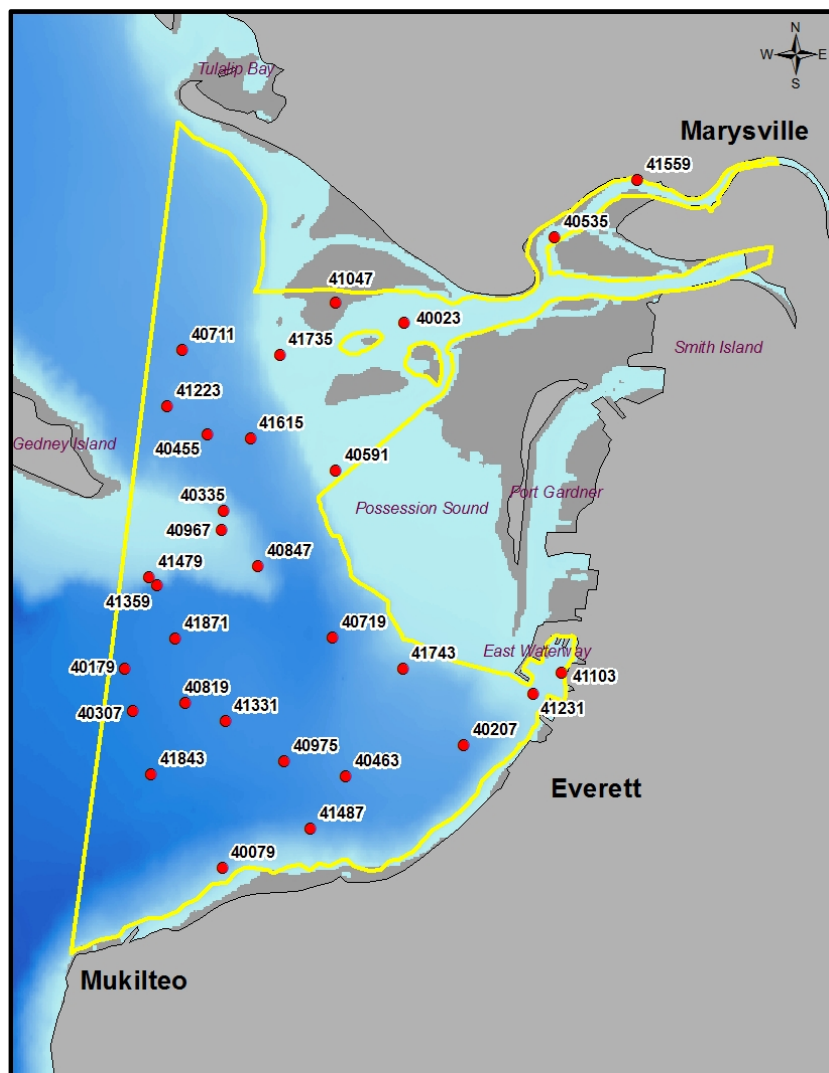 N
W E
S
Tulalip Bay
Marysville
41559
40535
41047
40023
40711
41735
Smith Island
41223
40455
41615
Gedney Island
40591
Possession Sound
Port Gardner
40335
40967
40847
41479
41359
41871
40719
East Waterway
40179
41743
41103
40819
41231
40307
41331
40207
41843
40975
40463
Everett
41487
40079
Mukilteo